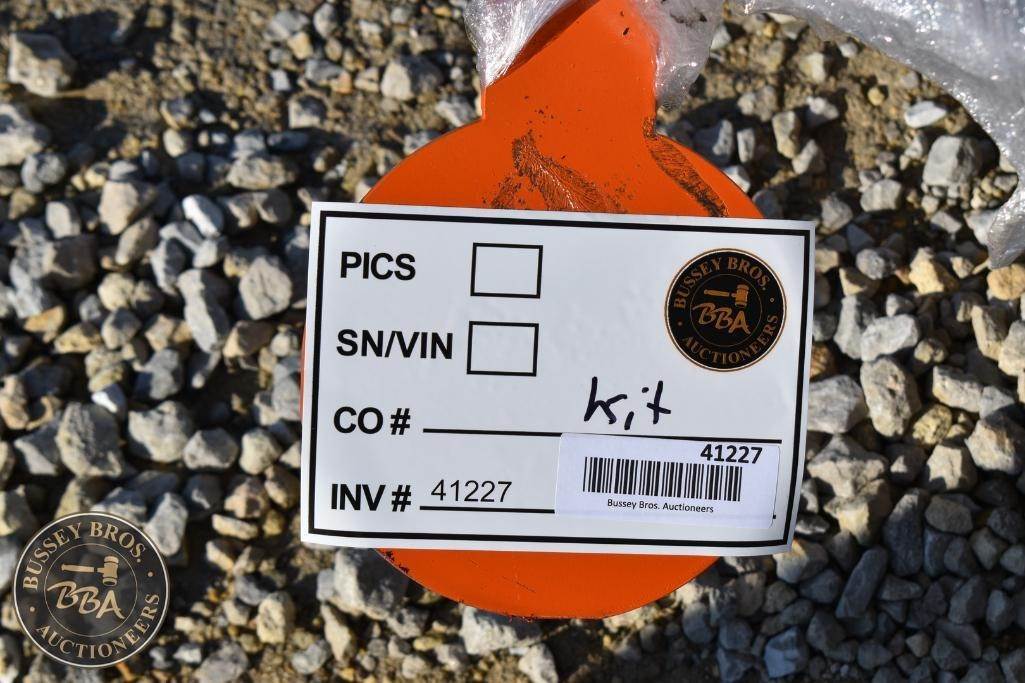 PICS
BUSSEY BROS.
BBA
AUCTIONEERS
SN/VIN
CO #
kit
41227
INV # 41227
Bussey Bros. Auctioneers
BUSSEY BROS.
BBA
AUCTIONEERS